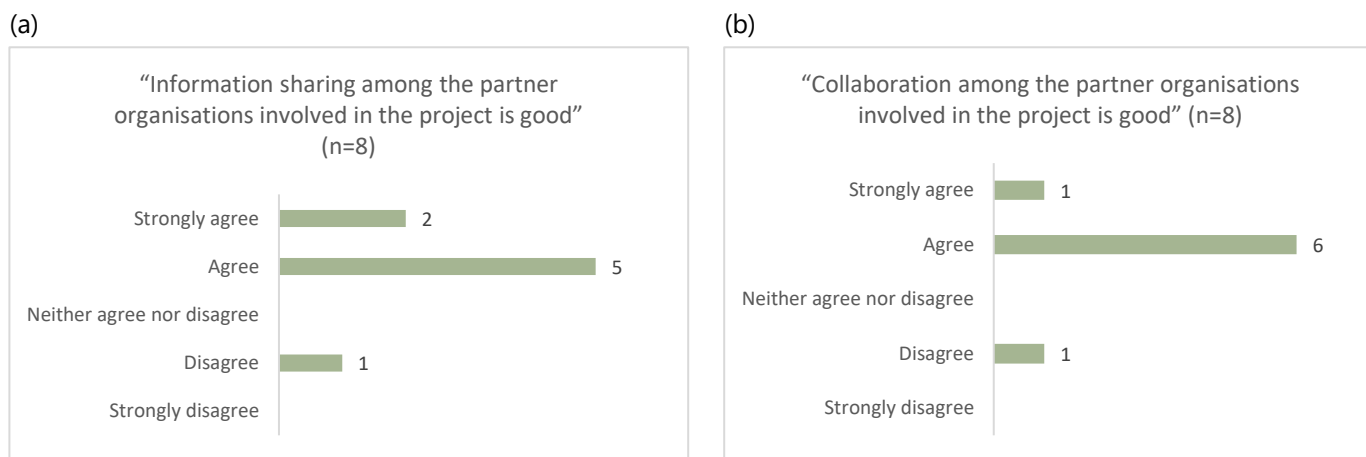 (a)
“Information sharing among the partner
organisations involved in the project is good”
(n=8)
Strongly agree 2
Agree 5
Neither agree nor disagree
Disagree 1
Strongly disagree
(b)
“Collaboration among the partner organisations
involved in the project is good” (n=8)
Strongly agree 1
Agree 6
Neither agree nor disagree
Disagree 1
Strongly disagree